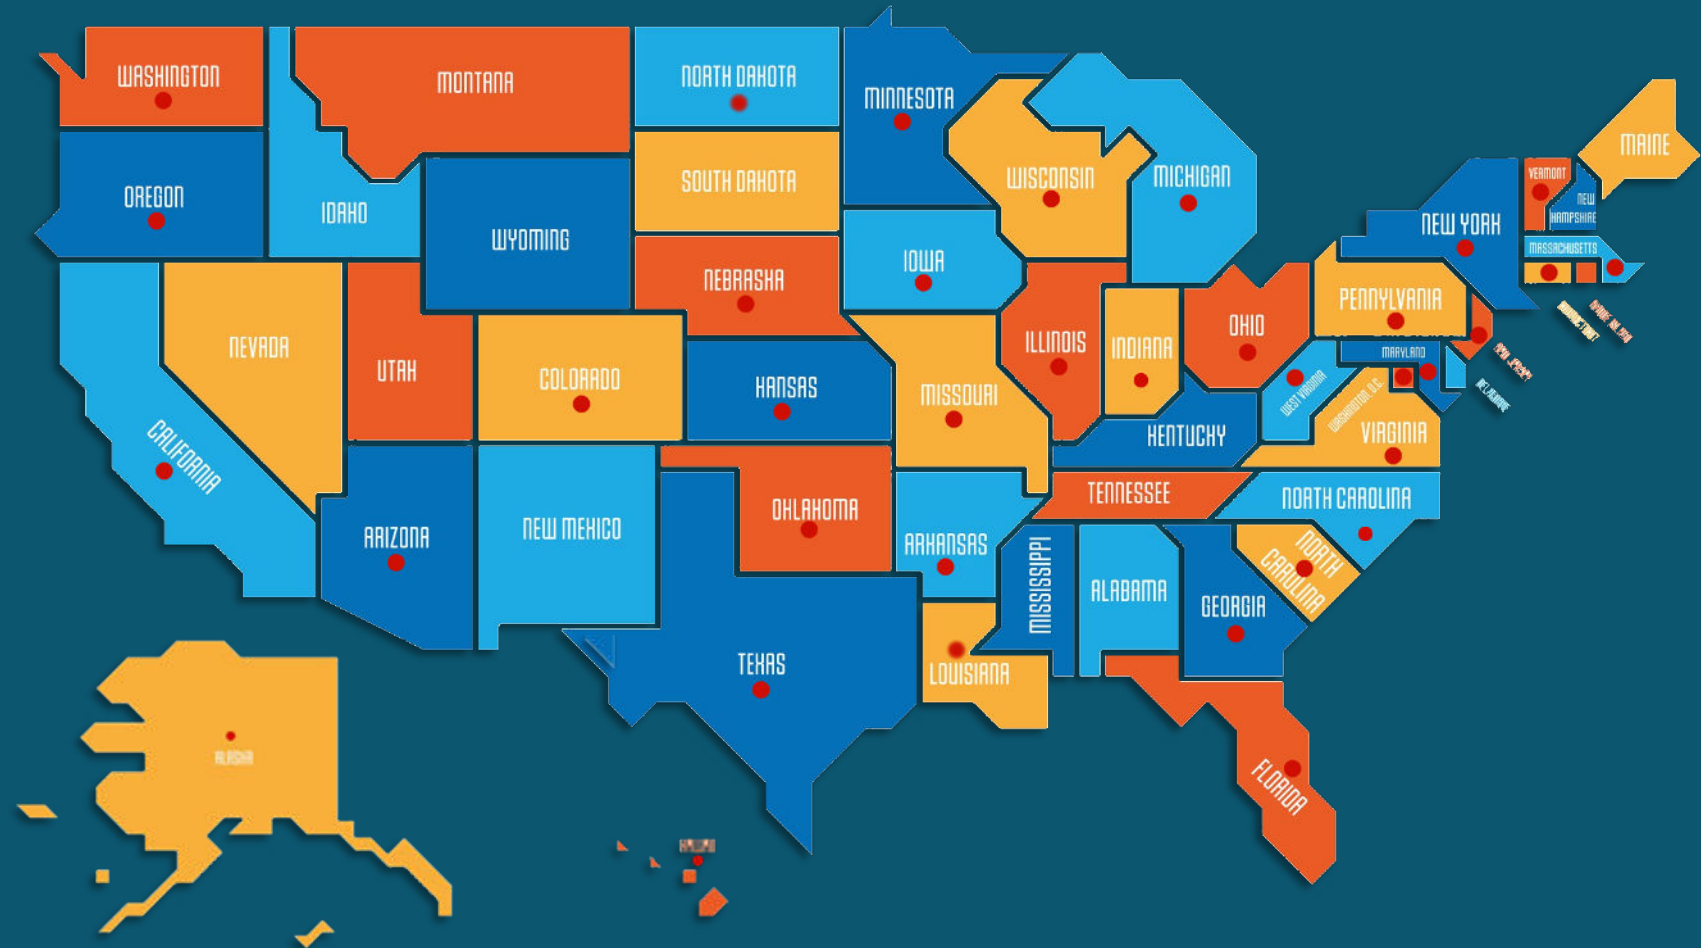 WASHINGTON
MONTANA
NORTH DAKOTA
MINNESOTA
MAINE
OREGON
IDAHO
WYOMING
SOUTH DAKOTA
WISCONSIN
MICHIGAN
VERMONT
NEW
HAMPSHIRE
NEW YORK
MASSACHUSETTS
NEBRASKA
IOWA
PENNSYLVANIA
NEVADA
UTAH
COLORADO
KANSAS
MISSOURI
ILLINOIS
INDIANA
OHIO
MARYLAND
WEST VIRGINIA
WASHINGTON, D.C.
VIRGINIA
KENTUCKY
CALIFORNIA
ARIZONA
NEW MEXICO
OKLAHOMA
ARKANSAS
TENNESSEE
NORTH CAROLINA
MISSISSIPPI
ALABAMA
GEORGIA
NORTH
CAROLINA
TEXAS
LOUISIANA
FLORIDA
ALASKA